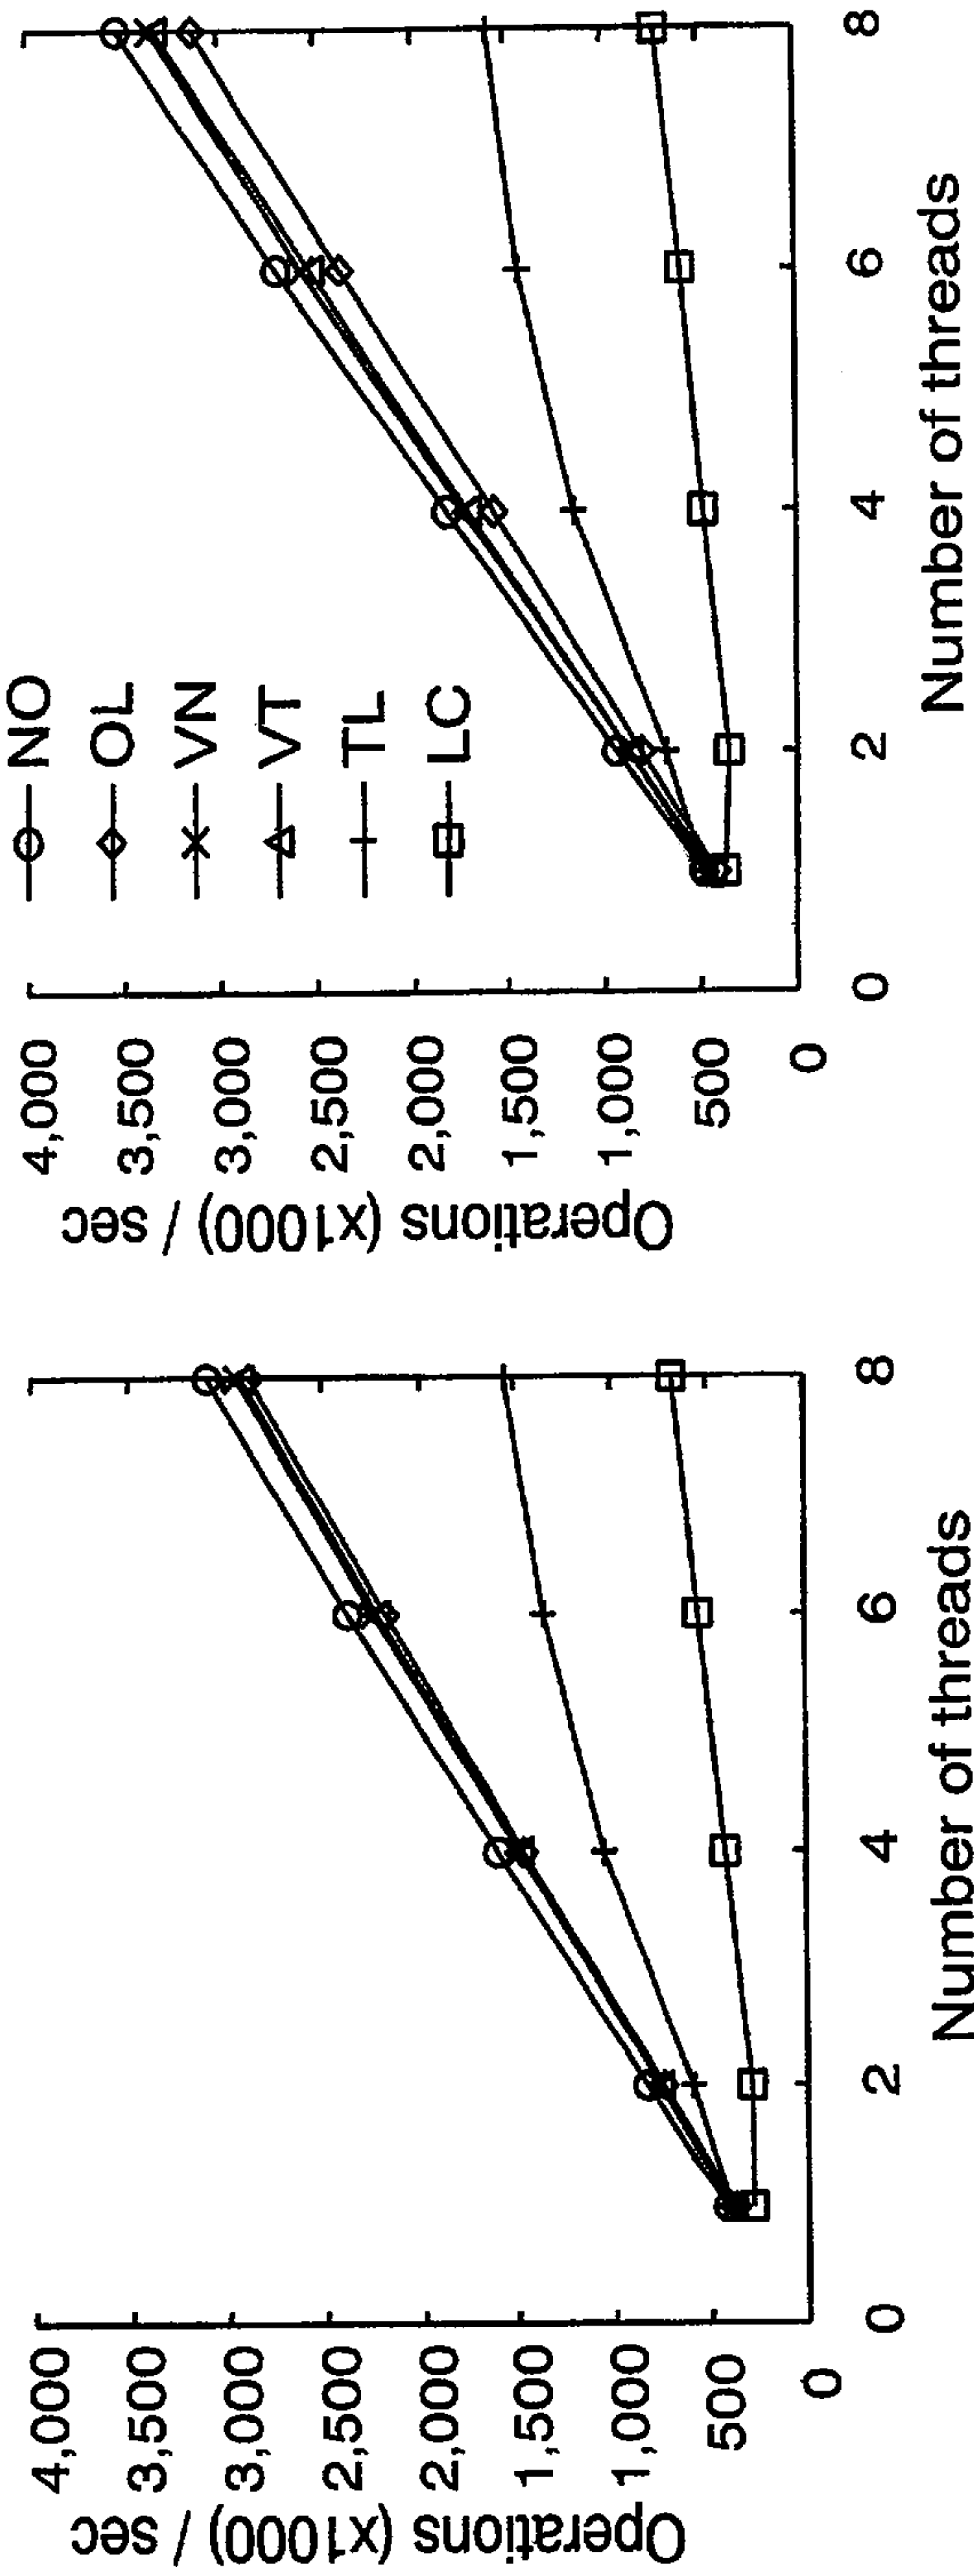 Operations (x1000) / sec
4,000
3,500
3,000
2,500
2,000
1,500
1,000
500
0
0
2
4
6
8
Number of threads
Operations (x1000) / sec
4,000
3,500
3,000
2,500
2,000
1,500
1,000
500
0
NO
OL
VN
VT
TL
LC
0
2
4
6
8
Number of threads